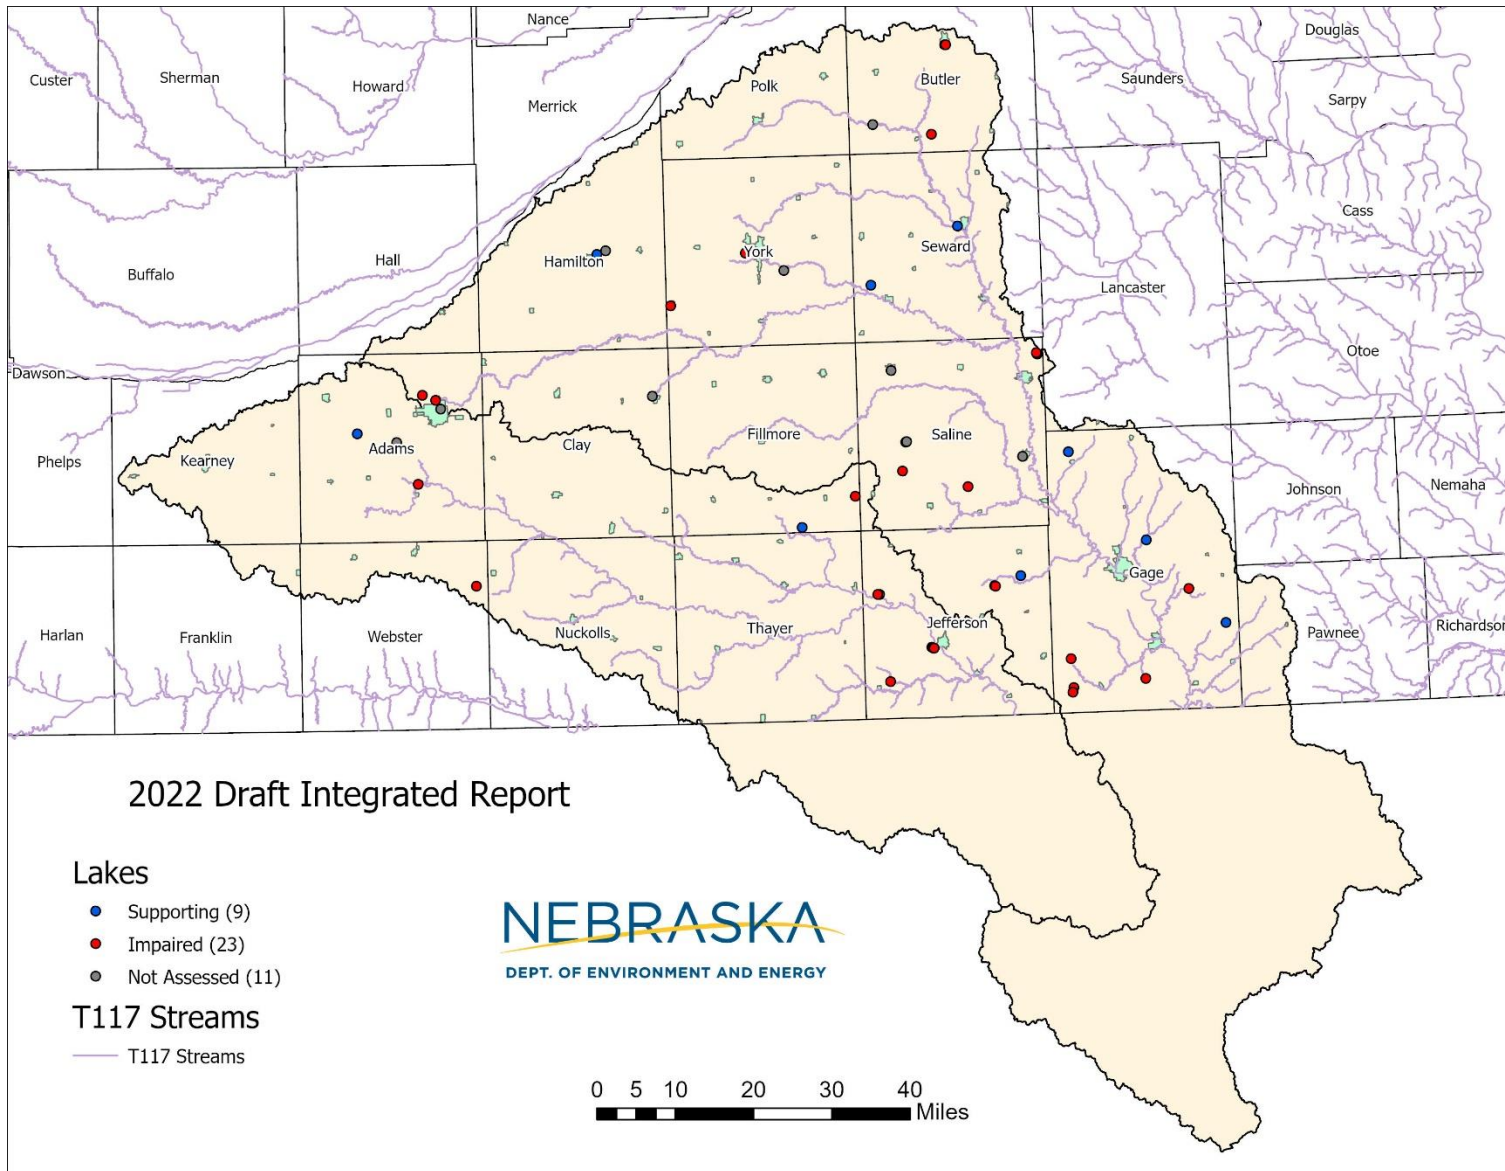 Nance
Douglas
Custer
Sherman
Howard
Polk
Butler
Saunders
Merrick
Sarpy
Cass
Buffalo
Hall
Hamilton
York
Seward
Lancaster
Otoe
Dawson
Phelps
Kearney
Adams
Clay
Fillmore
Saline
Johnson
Nemaha
Gage
Harlan
Franklin
Webster
Nuckolls
Thayer
Jefferson
Pawnee
Richardson
2022 Draft Integrated Report
Lakes
Supporting (9)
Impaired (23)
Not Assessed (11)
T117 Streams
T117 Streams
NEBRASKA
DEPT. OF ENVIRONMENT AND ENERGY
0 5 10 20 30 40
Miles